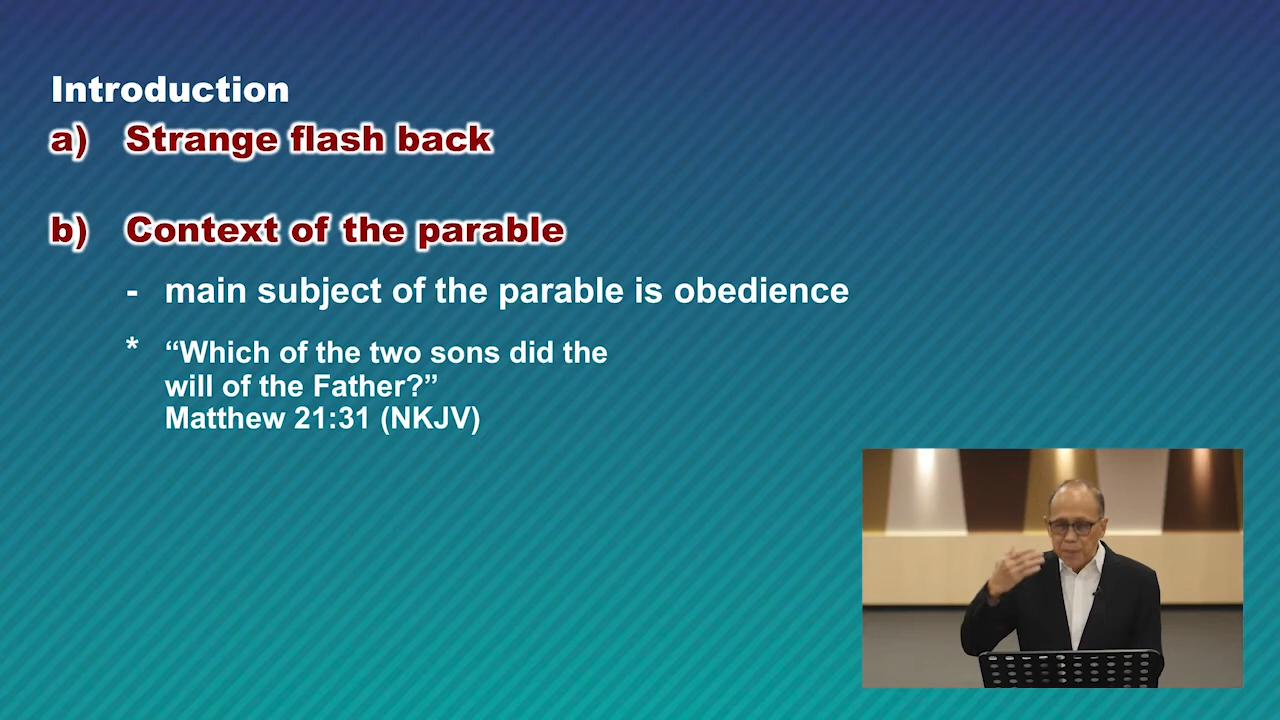 Introduction
a) Strange flash back
b) Context of the parable
- main subject of the parable is obedience
* “Which of the two sons did the
will of the Father?”
Matthew 21:31 (NKJV)